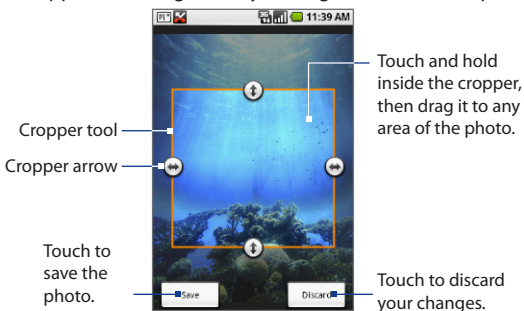 11:39 AM
Touch and hold
inside the cropper,
then drag it to any
area of the photo.
Cropper tool
Cropper arrow
Touch to
save the
photo.
Save
Discard
Touch to discard
your changes.